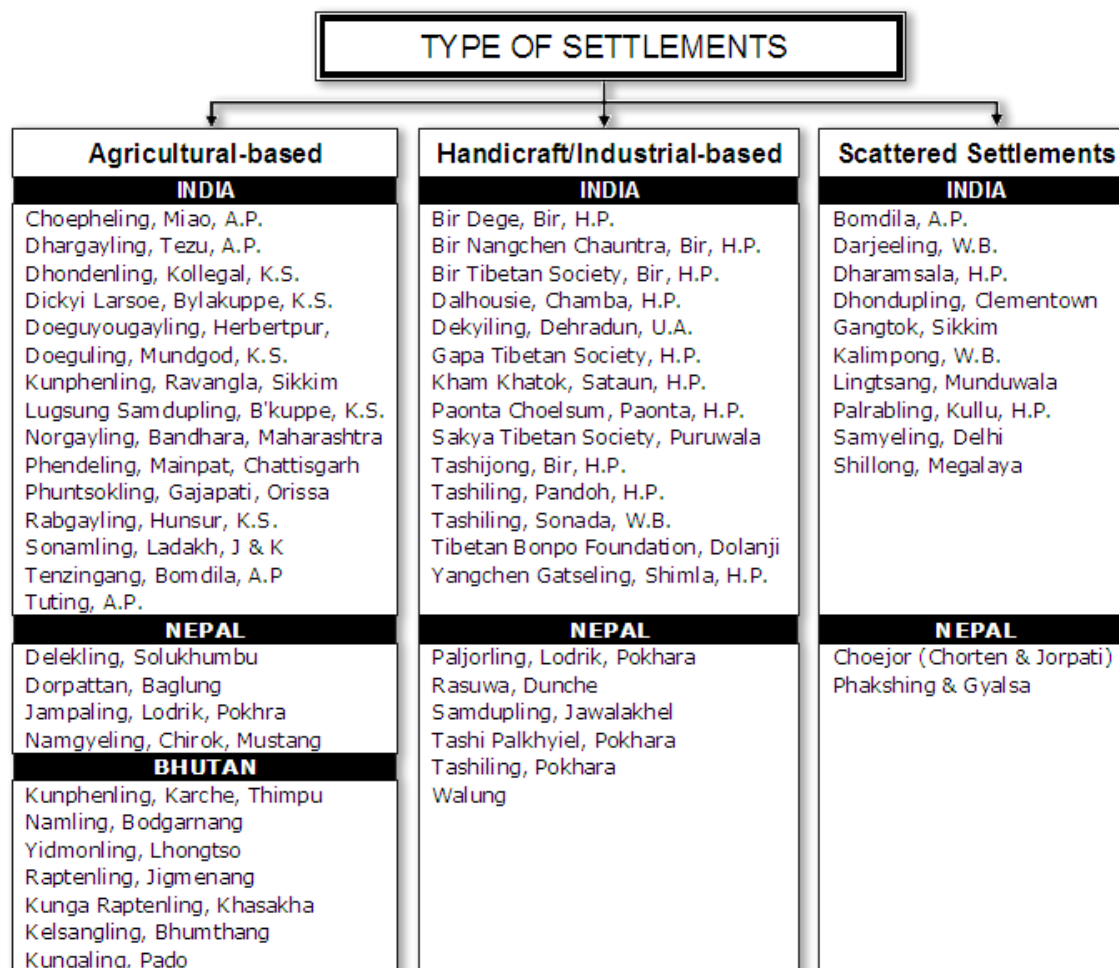 TYPE OF SETTLEMENTS
Agricultural-based
INDIA
Choepheling, Miao, A.P.
Dhargayling, Tezu, A.P.
Dhondenling, Kollegal, K.S.
Dickyi Larsoe, Bylakuppe, K.S.
Doeguyougayling, Herbertpur,
Doeguling, Mundgod, K.S.
Kunphenling, Ravangla, Sikkim
Lugsung Samdupling, B'kuppe, K.S.
Norgayling, Bandhara, Maharashtra
Phendeling, Mainpat, Chattisgarh
Phuntsokling, Gajapati, Orissa
Rabgayling, Hunsur, K.S.
Sonamling, Ladakh, J & K
Tenzingang, Bomdila, A.P
Tuting, A.P.
NEPAL
Delekling, Solukhumbu
Dorpattan, Baglung
Jampaling, Lodrik, Pokhra
Namgyeling, Chirok, Mustang
BHUTAN
Kunphenling, Karche, Thimpu
Namling, Bodgarnang
Yidmonling, Lhongtso
Raptenling, Jigmenang
Kunga Raptenling, Khasakha
Kelsangling, Bhumthang
Kungaling, Pado
Handicraft/Industrial-based
INDIA
Bir Dege, Bir, H.P.
Bir Nangchen Chauntra, Bir, H.P.
Bir Tibetan Society, Bir, H.P.
Dalhousie, Chamba, H.P.
Dekyiling, Dehradun, U.A.
Gapa Tibetan Society, H.P.
Kham Khatok, Sataun, H.P.
Paonta Choelsum, Paonta, H.P.
Sakya Tibetan Society, Puruwala
Tashijong, Bir, H.P.
Tashiling, Pandoh, H.P.
Tashiling, Sonada, W.B.
Tibetan Bonpo Foundation, Dolanji
Yangchen Gatseling, Shimla, H.P.
NEPAL
Paljorling, Lodrik, Pokhara
Rasuwa, Dunche
Samdupling, Jawalakhel
Tashi Palkhyiel, Pokhara
Tashiling, Pokhara
Walung
Scattered Settlements
INDIA
Bomdila, A.P.
Darjeeling, W.B.
Dharamsala, H.P.
Dhondupling, Clementown
Gangtok, Sikkim
Kalimpong, W.B.
Lingtsang, Munduwala
Palrabling, Kullu, H.P.
Samyeling, Delhi
Shillong, Megalaya
NEPAL
Choejor (Chorten & Jorpati)
Phakshing & Gyalsa